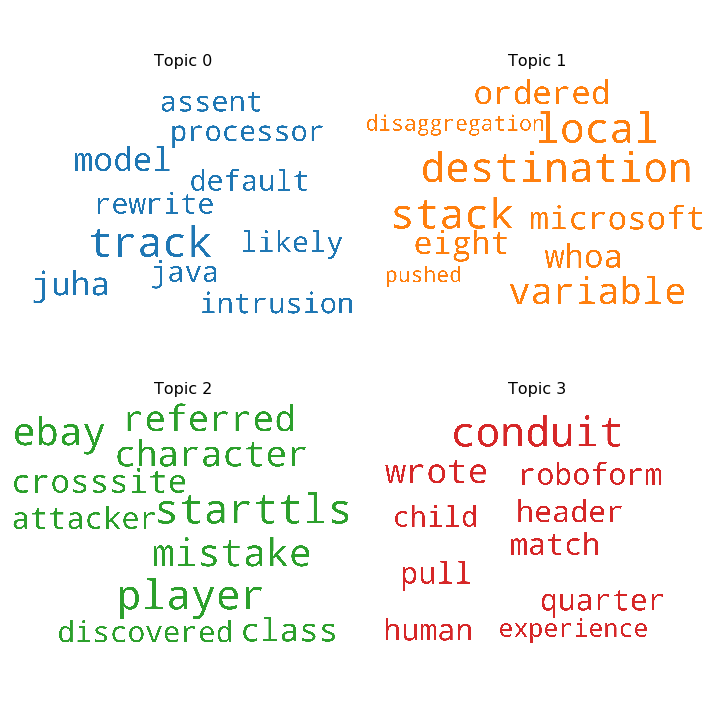 Topic 0
assent
processor
model
default
rewrite
track
likely
java
juha
intrusion
Topic 1
ordered
disaggregation
local
destination
stack
microsoft
eight
whoa
pushed
variable
Topic 2
referred
ebay
character
crosssite
starttls
attacker
mistake
player
discovered
class
Topic 3
conduit
wrote
roboform
child
header
match
pull
quarter
human
experience